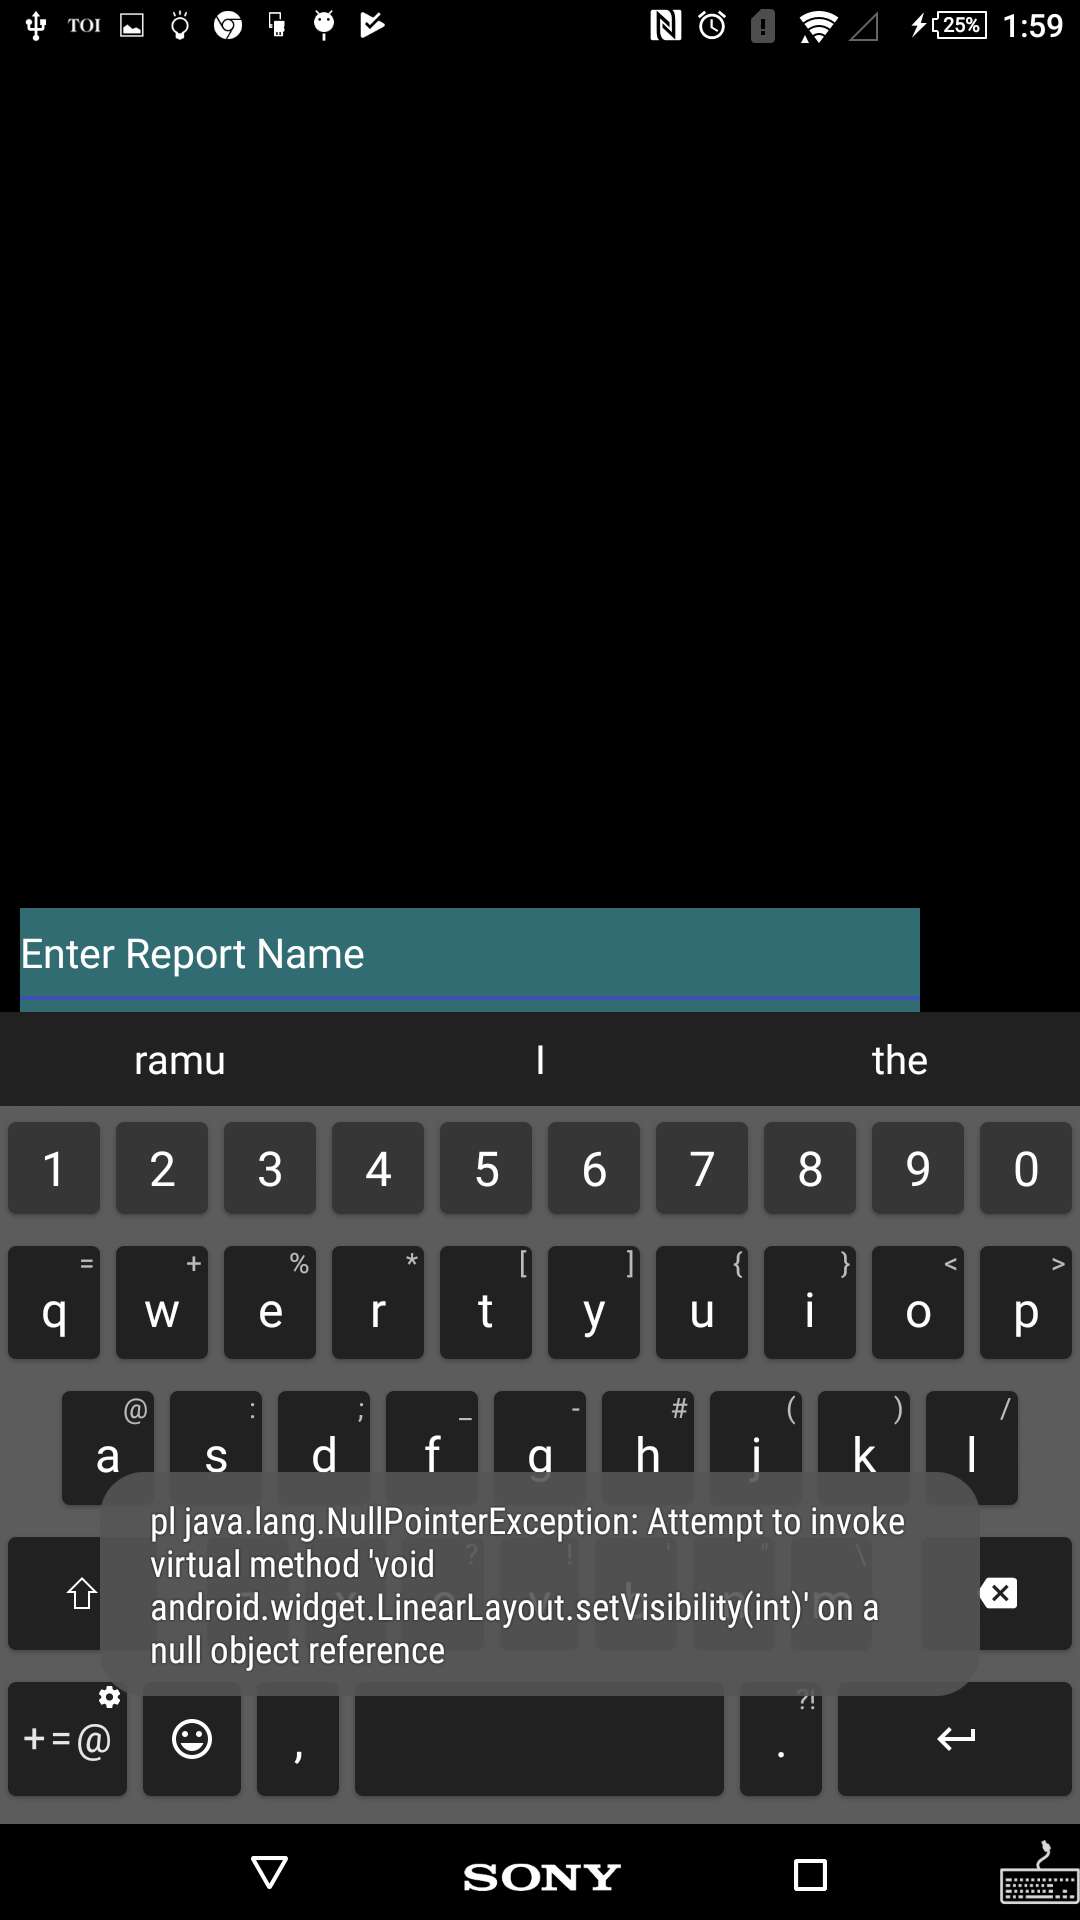 TOI 25% 1:59
Enter Report Name
ramu I the
1 2 3 4 5 6 7 8 9 0
= + % * [ ] { } < >
q w e r t y u i o p
@ : ; _ - # ( ) /
a s d f g h j k l
pl java.lang.NullPointerException: Attempt to invoke
virtual method 'void
android.widget.LinearLayout.setVisibility(int)' on a
null object reference
?!
+=@ , .
SONY